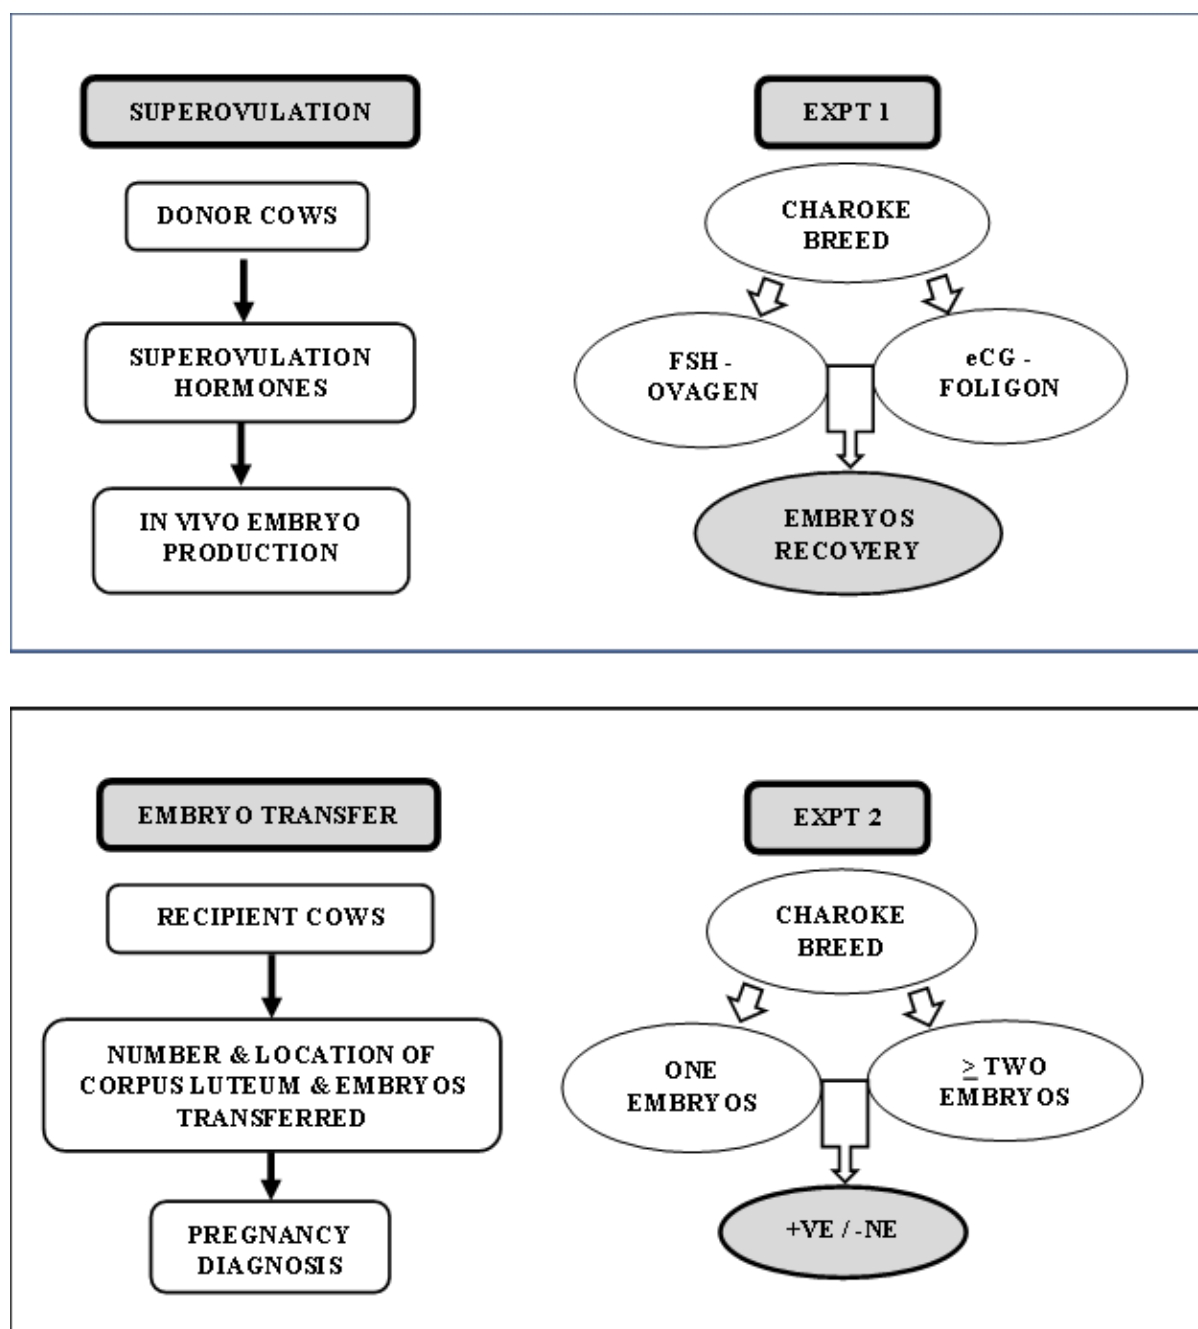 SUPEROVULATION
DONOR COWS
SUPEROVULATION
HORMONES
IN VIVO EMBRYO
PRODUCTION
EXPT 1
CHAROKE
BREED
FSH -
OVAGEN
eCG -
FOLIGON
EMBRYOS
RECOVERY
EMBRYO TRANSFER
RECIPIENT COWS
NUMBER & LOCATION OF
CORPUS LUTEUM & EMBRYOS
TRANSFERRED
PREGNANCY
DIAGNOSIS
EXPT 2
CHAROKE
BREED
ONE
EMBRYOS
≥ TWO
EMBRYOS
+VE / -NE